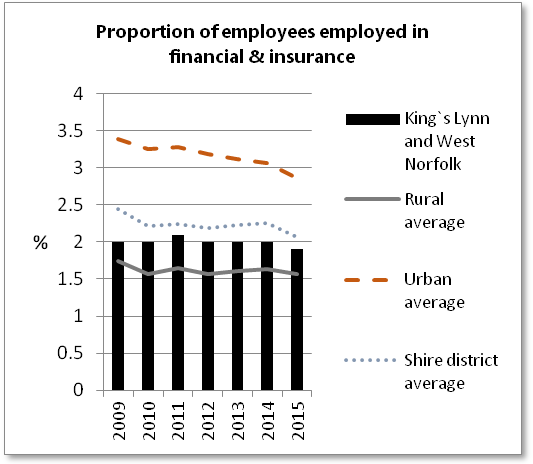 Proportion of employees employed in
financial & insurance
4
3.5
3
2.5
2
1.5
1
0.5
0
%
2009
2010
2011
2012
2013
2014
2015
King`s Lynn
and West
Norfolk
Rural
average
Urban
average
Shire district
average